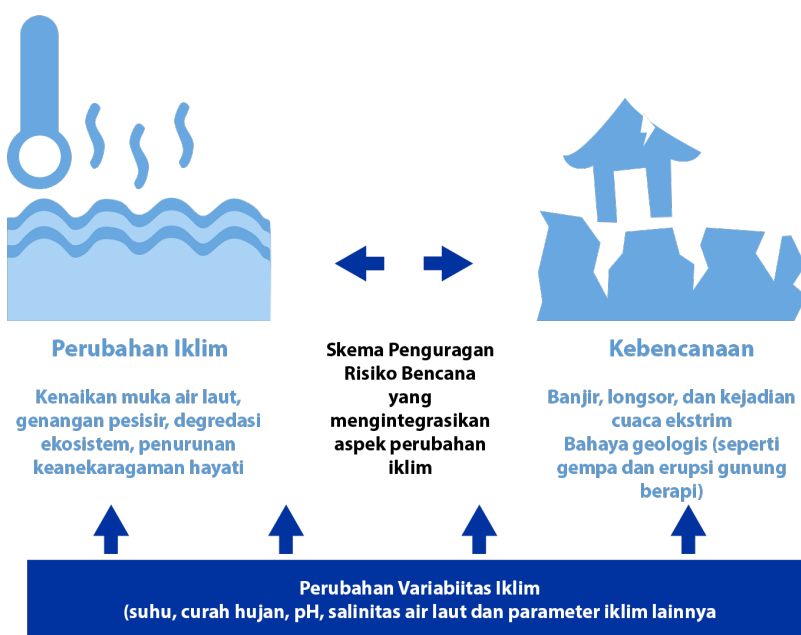 Perubahan Iklim
Kenaikan muka air laut,
genangan pesisir, degredasi
ekosistem, penurunan
keanekaragaman hayati
Skema Penguragan
Risiko Bencana
yang
mengintegrasikan
aspek perubahan
iklim
Kebencanaan
Banjir, longsor, dan kejadian
cuaca ekstrim
Bahaya geologis (seperti
gempa dan erupsi gunung
berapi)
Perubahan Variabiitas Iklim
(suhu, curah hujan, pH, salinitas air laut dan parameter iklim lainnya